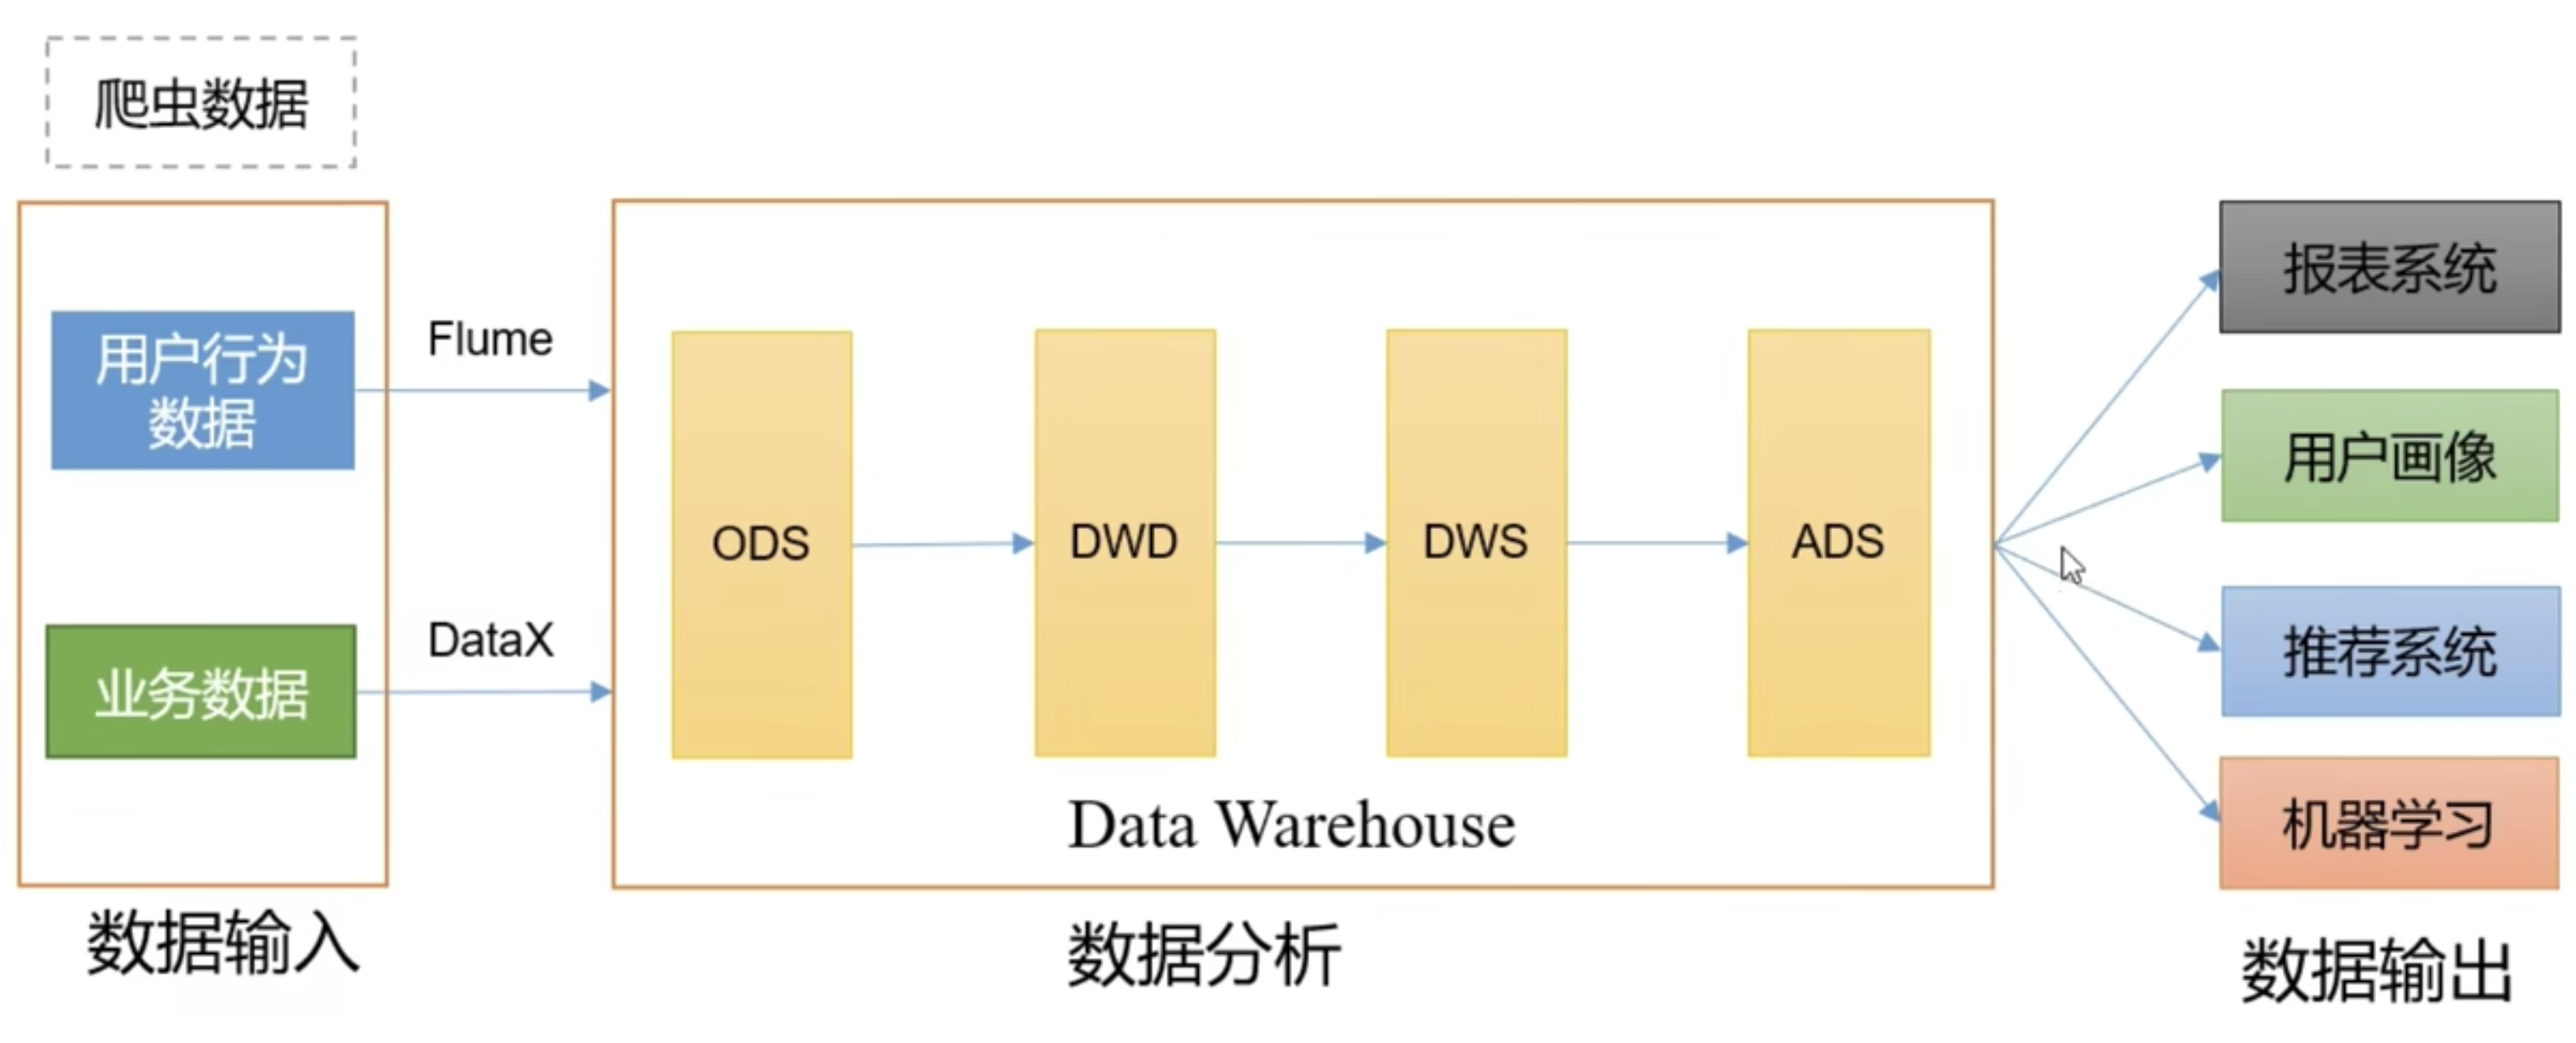 爬虫数据
用户行为
数据
业务数据
数据输入
Flume
DataX
ODS
DWD
DWS
ADS
Data Warehouse
数据分析
报表系统
用户画像
推荐系统
机器学习
数据输出